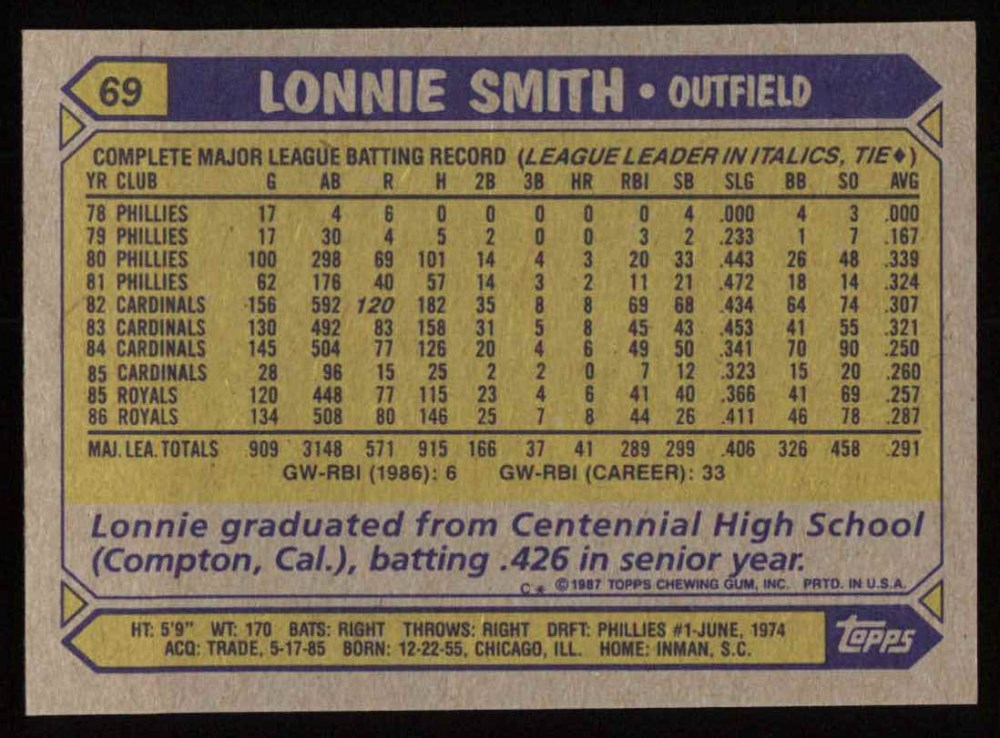 69 LONNIE SMITH • OUTFIELD
COMPLETE MAJOR LEAGUE BATTING RECORD (LEAGUE LEADER IN ITALICS, TIE♦)
YR CLUB G AB R H 2B 3B HR RBI SB SLG BB SO AVG
78 PHILLIES 17 4 6 0 0 0 0 0 4 .000 4 3 .000
79 PHILLIES 17 30 4 5 2 0 0 3 2 .233 1 7 .167
80 PHILLIES 100 298 69 101 14 4 3 20 33 .443 26 48 .339
81 PHILLIES 62 176 40 57 14 3 2 11 21 .472 18 14 .324
82 CARDINALS 156 592 120 182 35 8 8 69 68 .434 64 74 .307
83 CARDINALS 130 492 83 158 31 5 8 45 43 .453 41 55 .321
84 CARDINALS 145 504 77 126 20 4 6 49 50 .341 70 90 .250
85 CARDINALS 28 96 15 25 2 2 0 7 12 .323 15 20 .260
85 ROYALS 120 448 77 115 23 4 6 41 40 .366 41 69 .257
86 ROYALS 134 508 80 146 25 7 8 44 26 .411 46 78 .287
MAJ. LEA. TOTALS 909 3148 571 915 166 37 41 289 299 .406 326 458 .291
GW-RBI (1986): 6 GW-RBI (CAREER): 33
Lonnie graduated from Centennial High School
(Compton, Cal.), batting .426 in senior year.
C* © 1987 TOPPS CHEWING GUM, INC. PRTD. IN U.S.A.
HT: 5'9" WT: 170 BATS: RIGHT THROWS: RIGHT DRFT: PHILLIES #1-JUNE, 1974
ACQ: TRADE, 5-17-85 BORN: 12-22-55, CHICAGO, ILL. HOME: INMAN, S.C.
topps